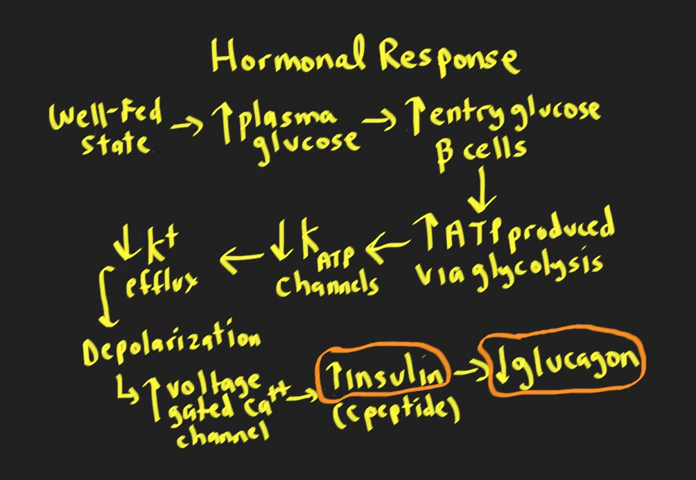 Hormonal Response
Well-Fed → ↑ plasma → ↑ entry glucose
State glucose β cells
↓ K+ ← ↓ KATP ← ↑ ATP produced
efflux channels via glycolysis
Depolarization
↳ ↑ voltage → ↑ insulin → ↓ glucagon
gated Ca++ (c peptide)
channel